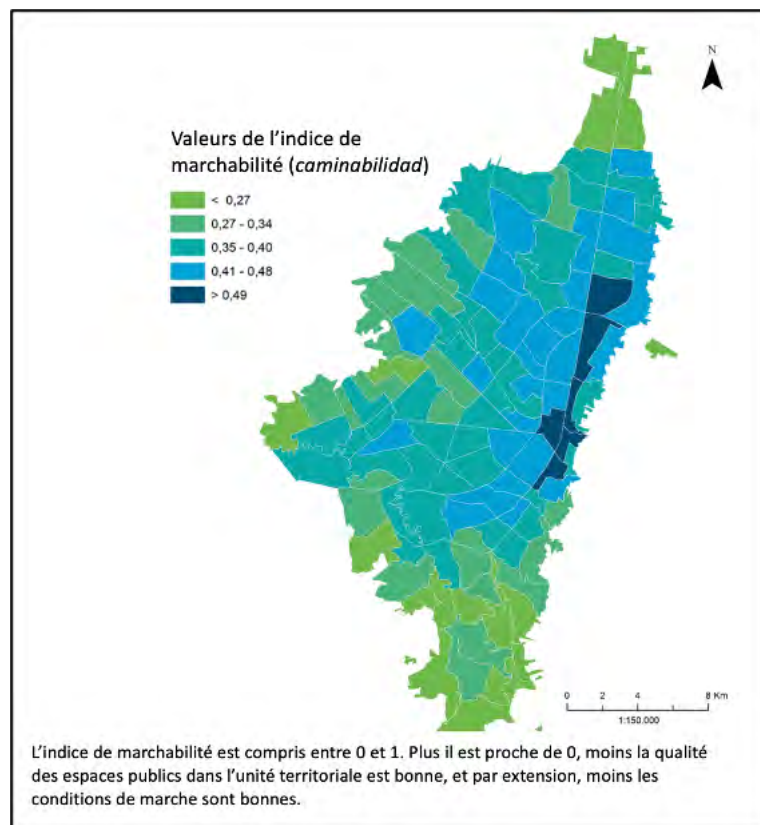 N
Valeurs de l'indice de
marchabilité (caminabilidad)
< 0,27
0,27 - 0,34
0,35 - 0,40
0,41 - 0,48
> 0,49
0 2 4 8 Km
1:150.000
L'indice de marchabilité est compris entre 0 et 1. Plus il est proche de 0, moins la qualité
des espaces publics dans l'unité territoriale est bonne, et par extension, moins les
conditions de marche sont bonnes.